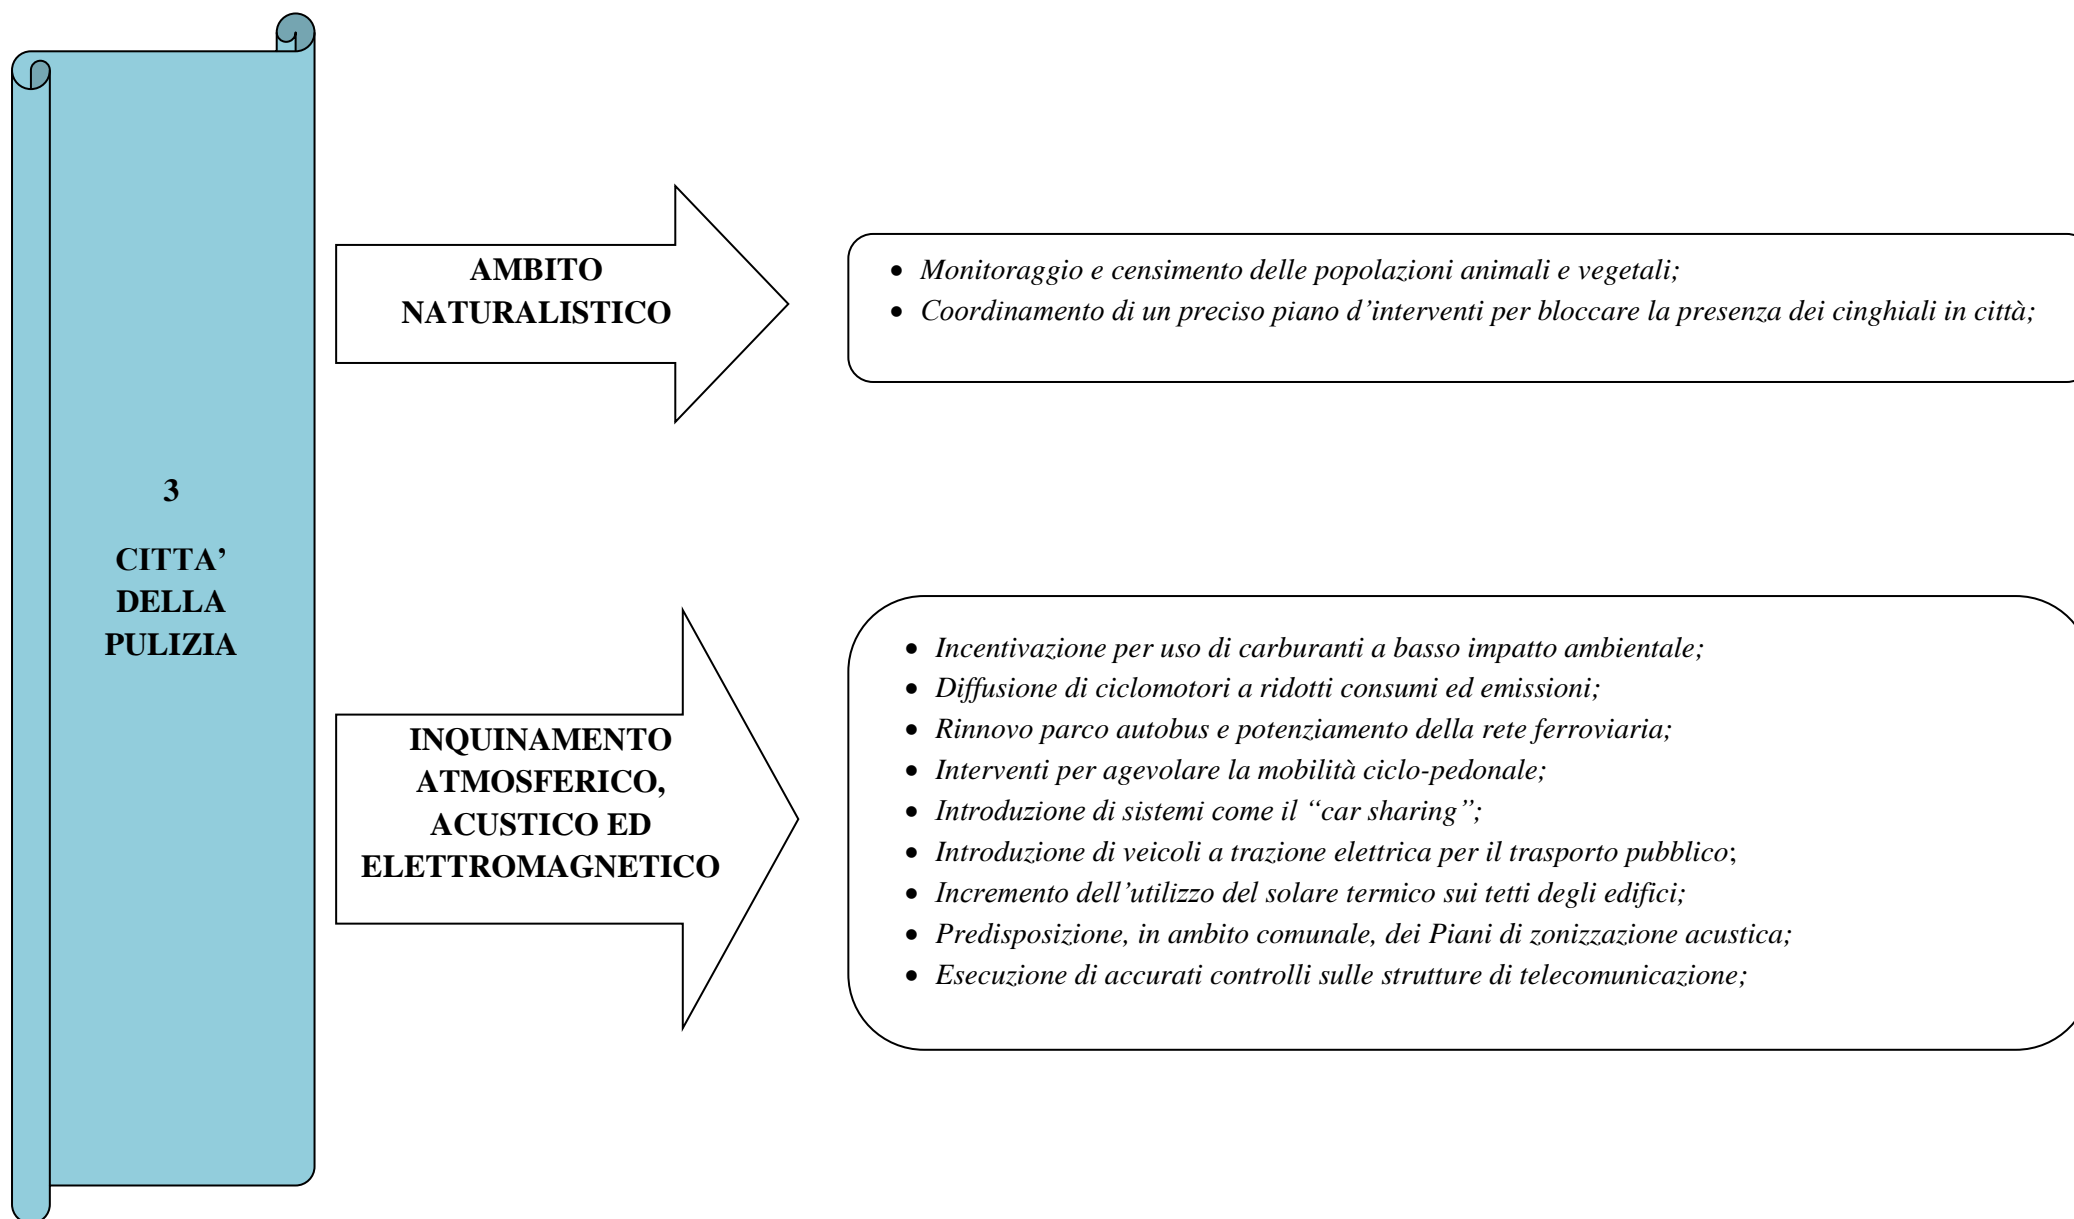 3
CITTA’
DELLA
PULIZIA
AMBITO
NATURALISTICO
• Monitoraggio e censimento delle popolazioni animali e vegetali;
• Coordinamento di un preciso piano d’interventi per bloccare la presenza dei cinghiali in città;
INQUINAMENTO
ATMOSFERICO,
ACUSTICO ED
ELETTROMAGNETICO
• Incentivazione per uso di carburanti a basso impatto ambientale;
• Diffusione di ciclomotori a ridotti consumi ed emissioni;
• Rinnovo parco autobus e potenziamento della rete ferroviaria;
• Interventi per agevolare la mobilità ciclo-pedonale;
• Introduzione di sistemi come il “car sharing”;
• Introduzione di veicoli a trazione elettrica per il trasporto pubblico;
• Incremento dell’utilizzo del solare termico sui tetti degli edifici;
• Predisposizione, in ambito comunale, dei Piani di zonizzazione acustica;
• Esecuzione di accurati controlli sulle strutture di telecomunicazione;